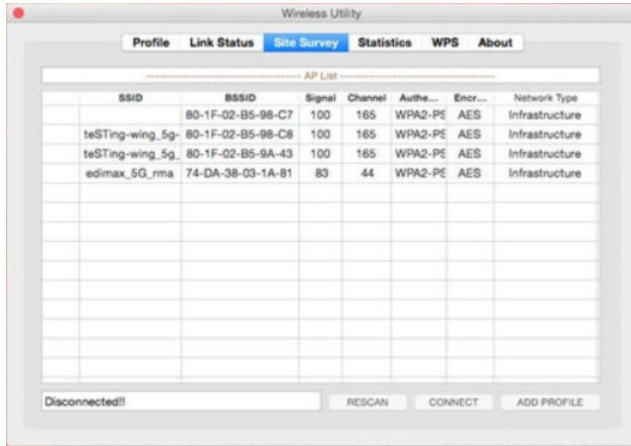 Wireless Utility
Profile Link Status Site Survey Statistics WPS About
AP List
SSID BSSID Signal Channel Authe... Encr... Network Type
80-1F-02-B5-98-C7 100 165 WPA2-PS AES Infrastructure
teSTing-wing_5g- 80-1F-02-B5-98-C8 100 165 WPA2-PS AES Infrastructure
teSTing-wing_5g_ 80-1F-02-B5-9A-43 100 165 WPA2-PS AES Infrastructure
edimax_5G_rma 74-DA-38-03-1A-81 83 44 WPA2-PS AES Infrastructure
Disconnected!! RESCAN CONNECT ADD PROFILE